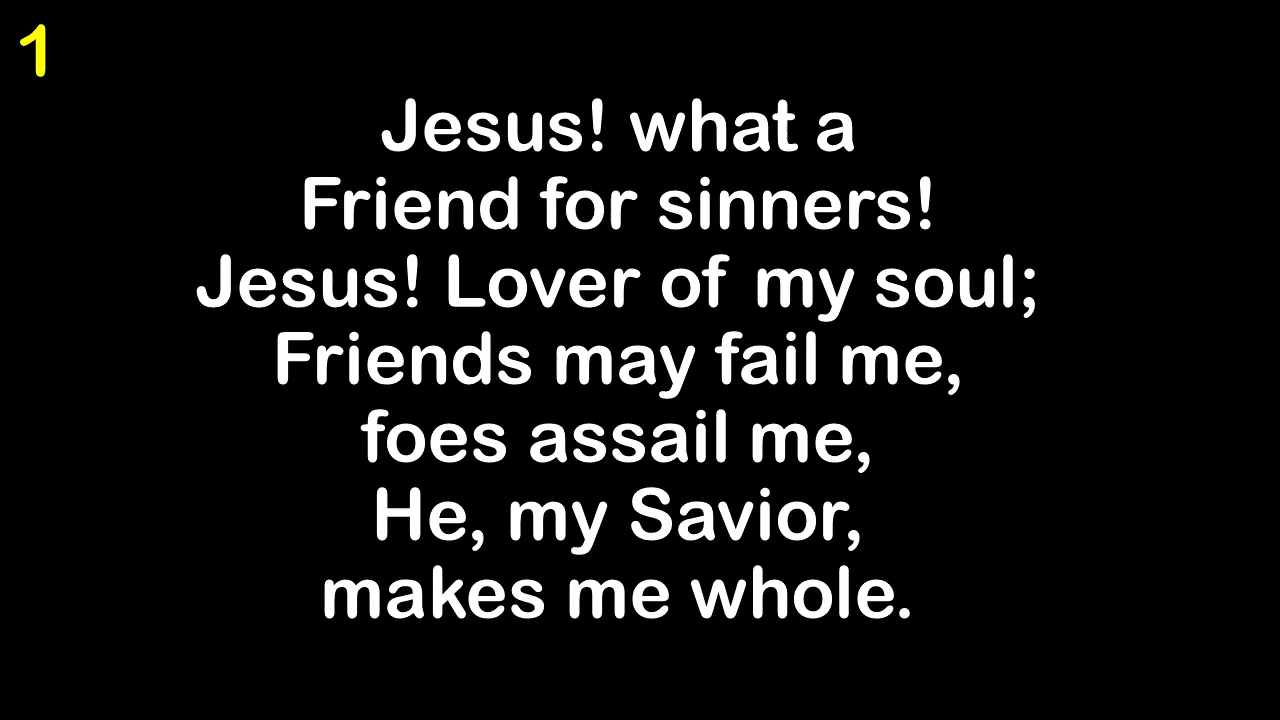 1
Jesus! what a
Friend for sinners!
Jesus! Lover of my soul;
Friends may fail me,
foes assail me,
He, my Savior,
makes me whole.